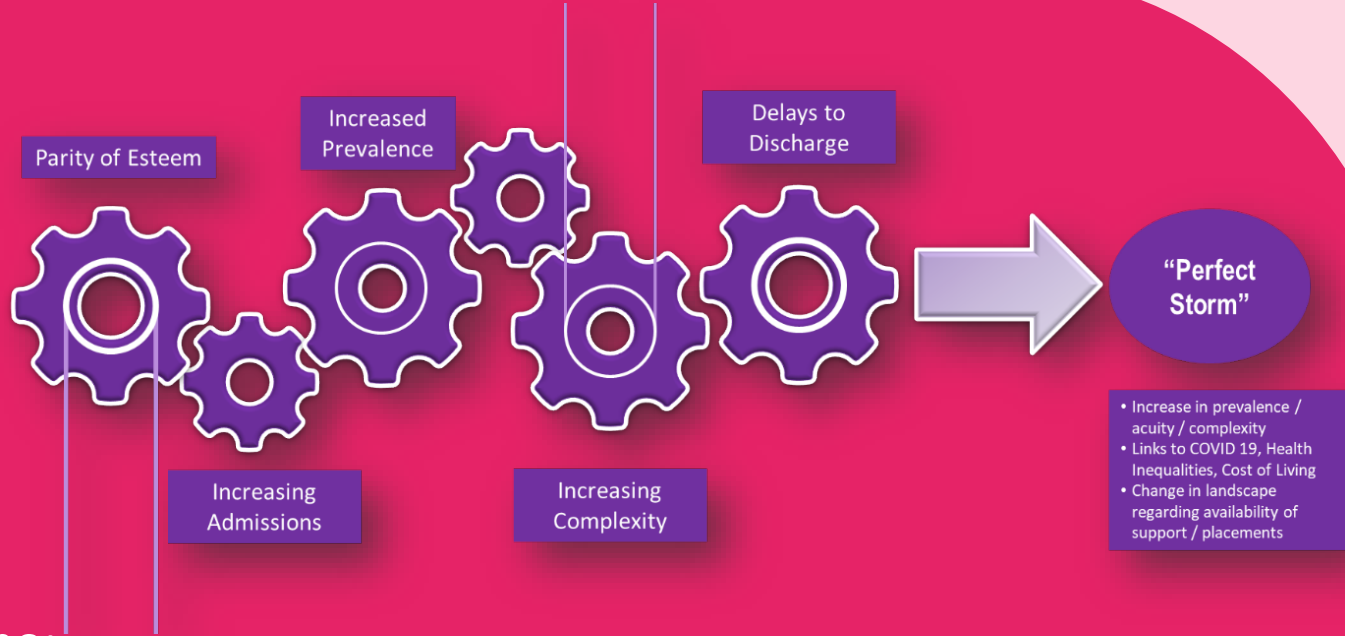 Parity of Esteem
Increased
Prevalence
Delays to
Discharge
Increasing
Admissions
Increasing
Complexity
“Perfect
Storm”
• Increase in prevalence /
acuity / complexity
• Links to COVID 19, Health
Inequalities, Cost of Living
• Change in landscape
regarding availability of
support / placements